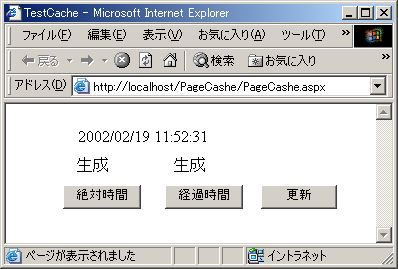 TestCache - Microsoft Internet Explorer
ファイル(F) 編集(E) 表示(V) お気に入り(A) ツール(T) »
戻る 検索 お気に入り »
アドレス(D) http://localhost/PageCashe/PageCashe.aspx
2002/02/19 11:52:31
生成 生成
絶対時間 経過時間 更新
ページが表示されました イントラネット